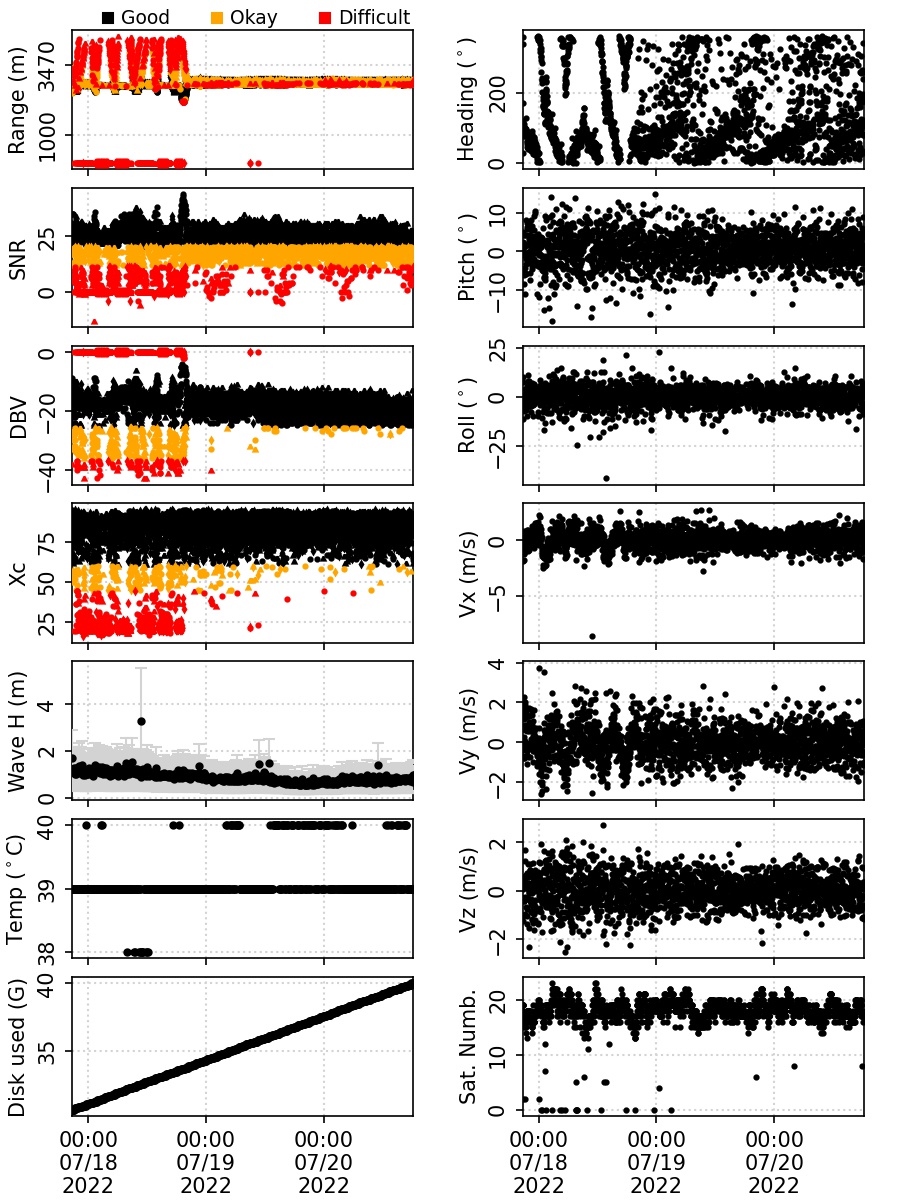 Good Okay Difficult
Range (m)
3470
1000
Heading (°)
200
0
SNR
25
0
Pitch (°)
10
0
−10
DBV
0
−20
−40
Roll (°)
25
0
−25
Xc
75
50
25
Vx (m/s)
0
−5
Wave H (m)
4
2
0
Vy (m/s)
4
2
0
−2
Temp (°C)
40
39
38
Vz (m/s)
2
0
−2
Disk used (G)
40
35
Sat. Numb.
20
10
0
00:00 00:00 00:00
07/18 07/19 07/20
2022 2022 2022
00:00 00:00 00:00
07/18 07/19 07/20
2022 2022 2022